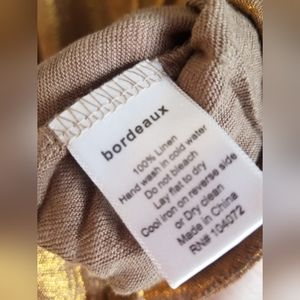 bordeaux
100% Linen
Hand wash in cold water
Do not bleach
Lay flat to dry
Cool iron on reverse side
or Dry clean
Made in China
RN# 104072